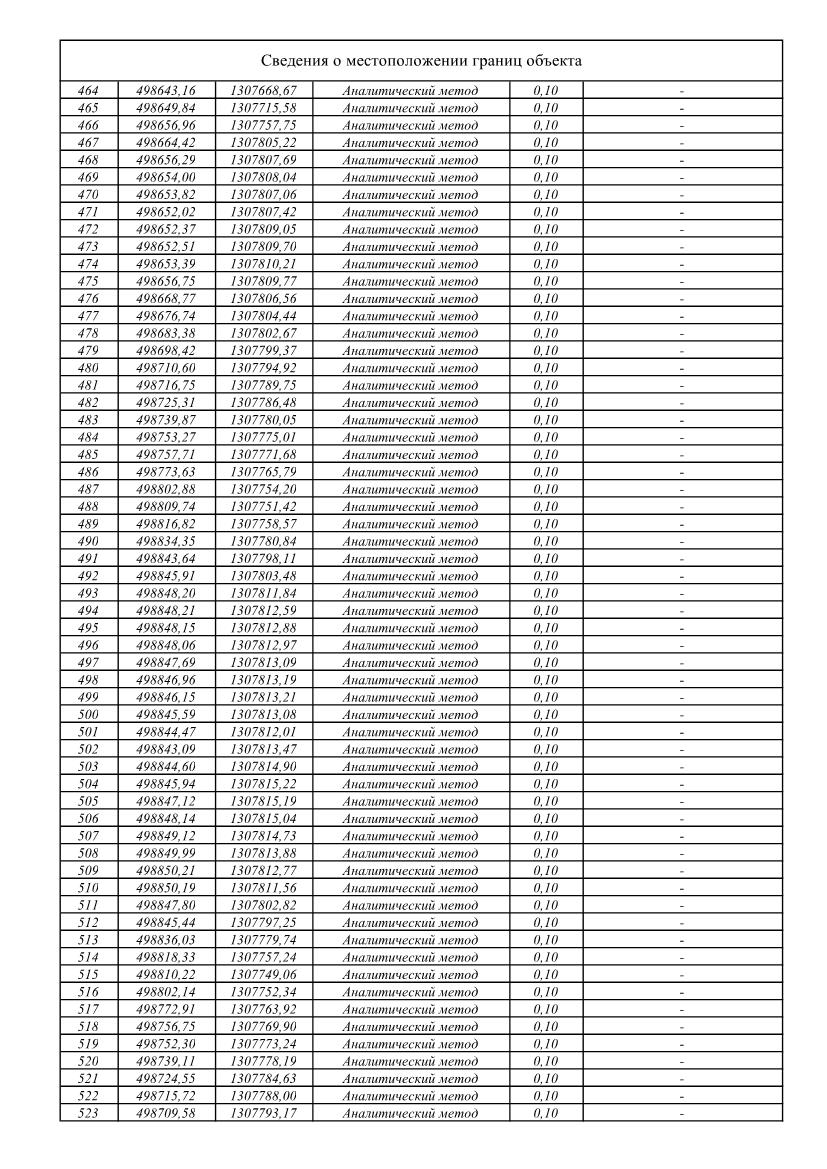 Сведения о местоположении границ объекта
464 498643,16 1307668,67 Аналитический метод 0,10 -
465 498649,84 1307715,58 Аналитический метод 0,10 -
466 498656,96 1307757,75 Аналитический метод 0,10 -
467 498664,42 1307805,22 Аналитический метод 0,10 -
468 498656,29 1307807,69 Аналитический метод 0,10 -
469 498654,00 1307808,04 Аналитический метод 0,10 -
470 498653,82 1307807,06 Аналитический метод 0,10 -
471 498652,02 1307807,42 Аналитический метод 0,10 -
472 498652,37 1307809,05 Аналитический метод 0,10 -
473 498652,51 1307809,70 Аналитический метод 0,10 -
474 498653,39 1307810,21 Аналитический метод 0,10 -
475 498656,75 1307809,77 Аналитический метод 0,10 -
476 498668,77 1307806,56 Аналитический метод 0,10 -
477 498676,74 1307804,44 Аналитический метод 0,10 -
478 498683,38 1307802,67 Аналитический метод 0,10 -
479 498698,42 1307799,37 Аналитический метод 0,10 -
480 498710,60 1307794,92 Аналитический метод 0,10 -
481 498716,75 1307789,75 Аналитический метод 0,10 -
482 498725,31 1307786,48 Аналитический метод 0,10 -
483 498739,87 1307780,05 Аналитический метод 0,10 -
484 498753,27 1307775,01 Аналитический метод 0,10 -
485 498757,71 1307771,68 Аналитический метод 0,10 -
486 498773,63 1307765,79 Аналитический метод 0,10 -
487 498802,88 1307754,20 Аналитический метод 0,10 -
488 498809,74 1307751,42 Аналитический метод 0,10 -
489 498816,82 1307758,57 Аналитический метод 0,10 -
490 498834,35 1307780,84 Аналитический метод 0,10 -
491 498843,64 1307798,11 Аналитический метод 0,10 -
492 498845,91 1307803,48 Аналитический метод 0,10 -
493 498848,20 1307811,84 Аналитический метод 0,10 -
494 498848,21 1307812,59 Аналитический метод 0,10 -
495 498848,15 1307812,88 Аналитический метод 0,10 -
496 498848,06 1307812,97 Аналитический метод 0,10 -
497 498847,69 1307813,09 Аналитический метод 0,10 -
498 498846,96 1307813,19 Аналитический метод 0,10 -
499 498846,15 1307813,21 Аналитический метод 0,10 -
500 498845,59 1307813,08 Аналитический метод 0,10 -
501 498844,47 1307812,01 Аналитический метод 0,10 -
502 498843,09 1307813,47 Аналитический метод 0,10 -
503 498844,60 1307814,90 Аналитический метод 0,10 -
504 498845,94 1307815,22 Аналитический метод 0,10 -
505 498847,12 1307815,19 Аналитический метод 0,10 -
506 498848,14 1307815,04 Аналитический метод 0,10 -
507 498849,12 1307814,73 Аналитический метод 0,10 -
508 498849,99 1307813,88 Аналитический метод 0,10 -
509 498850,21 1307812,77 Аналитический метод 0,10 -
510 498850,19 1307811,56 Аналитический метод 0,10 -
511 498847,80 1307802,82 Аналитический метод 0,10 -
512 498845,44 1307797,25 Аналитический метод 0,10 -
513 498836,03 1307779,74 Аналитический метод 0,10 -
514 498818,33 1307757,24 Аналитический метод 0,10 -
515 498810,22 1307749,06 Аналитический метод 0,10 -
516 498802,14 1307752,34 Аналитический метод 0,10 -
517 498772,91 1307763,92 Аналитический метод 0,10 -
518 498756,75 1307769,90 Аналитический метод 0,10 -
519 498752,30 1307773,24 Аналитический метод 0,10 -
520 498739,11 1307778,19 Аналитический метод 0,10 -
521 498724,55 1307784,63 Аналитический метод 0,10 -
522 498715,72 1307788,00 Аналитический метод 0,10 -
523 498709,58 1307793,17 Аналитический метод 0,10 -